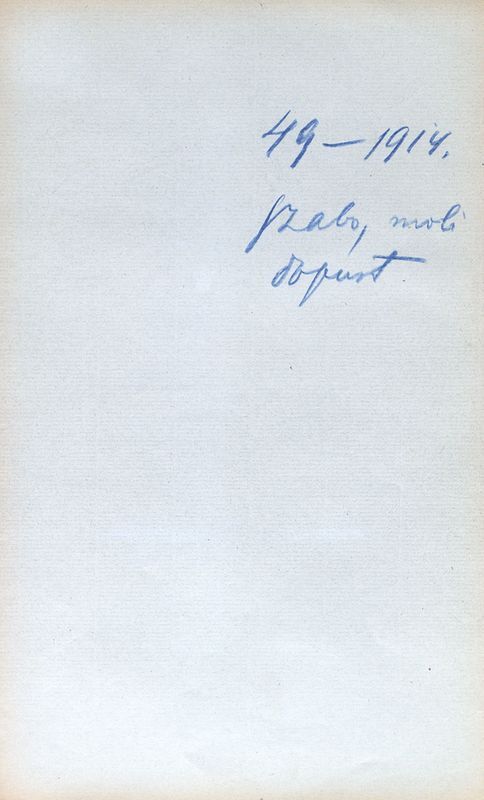 49 – 1914.
Szabo, moli
dopust